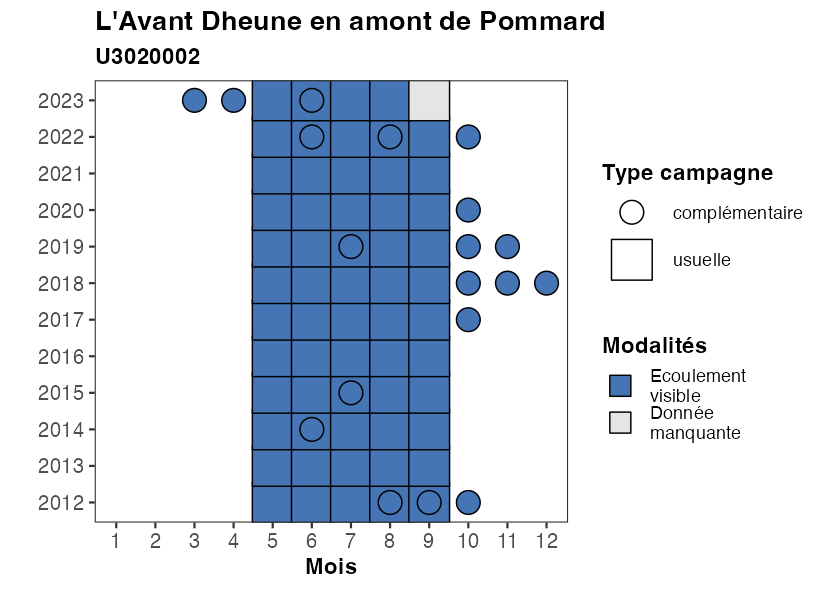 L'Avant Dheune en amont de Pommard
U3020002
2023
2022
2021
2020
2019
2018
2017
2016
2015
2014
2013
2012
1 2 3 4 5 6 7 8 9 10 11 12
Mois
Type campagne
complémentaire
usuelle
Modalités
Ecoulement
visible
Donnée
manquante